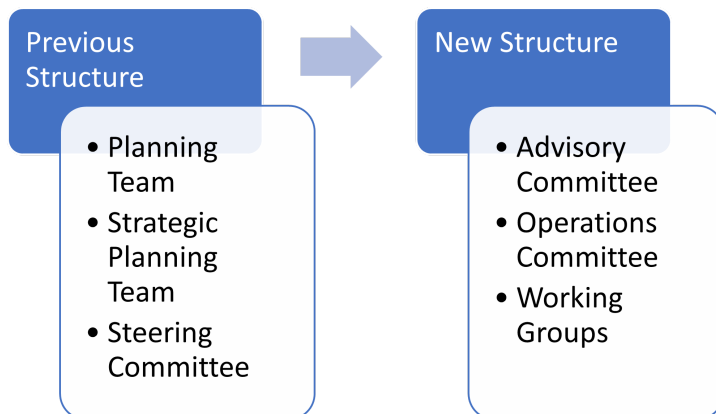 Previous
Structure
• Planning
Team
• Strategic
Planning
Team
• Steering
Committee
New Structure
• Advisory
Committee
• Operations
Committee
• Working
Groups